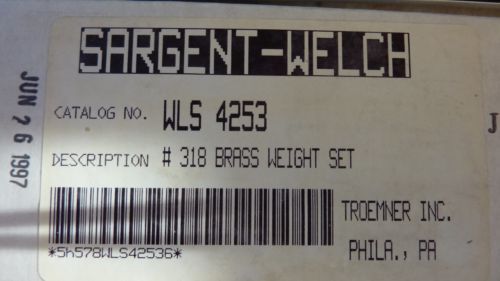 SARGENT-WELCH
CATALOG NO. WLS 4253
DESCRIPTION # 318 BRASS WEIGHT SET
TROEMNER INC.
PHILA., PA
*5h578WLS42536*
JUN 26 1997
J